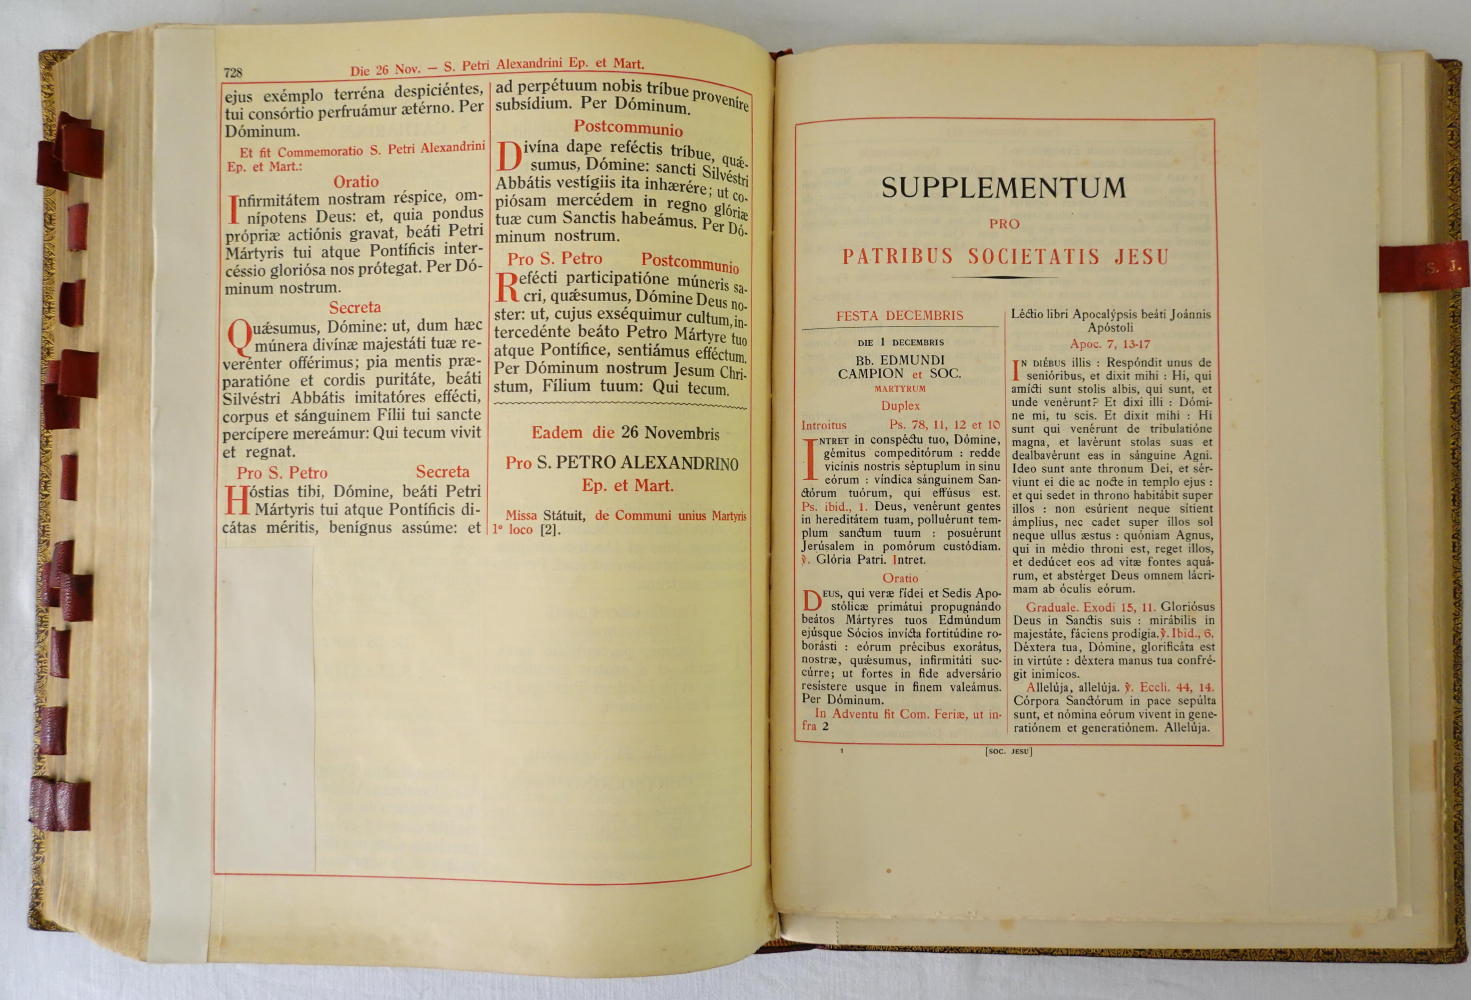 728
Die 26 Nov. — S. Petri Alexandrini Ep. et Mart.
ejus exémplo terréna despiciéntes,
tui consórtio perfruámur ætérno. Per
Dóminum.
Et fit Commemoratio S. Petri Alexandrini
Ep. et Mart.:
Oratio
Infirmitátem nostram réspice, om-
nípotens Deus: et, quia pondus
própriæ actiónis gravat, beáti Petri
Mártyris tui atque Pontíficis inter-
céssio gloriósa nos prótegat. Per Dó-
minum nostrum.
Secreta
Quǽsumus, Dómine: ut, dum hæc
múnera divínæ majestáti tuæ re-
verénter offérimus; pia mentis præ-
paratióne et cordis puritáte, beáti
Silvéstri Abbátis imitatóres effécti,
corpus et sánguinem Fílii tui sancte
percípere mereámur: Qui tecum vivit
et regnat.
Pro S. Petro Secreta
Hóstias tibi, Dómine, beáti Petri
Mártyris tui atque Pontíficis di-
cátas méritis, benígnus assúme: et
ad perpétuum nobis tríbue proveníre
subsídium. Per Dóminum.
Postcommunio
Divína dape reféctis tríbue, quǽ-
sumus, Dómine: sancti Silvéstri
Abbátis vestígiis ita inhærére; ut co-
piósam mercédem in regno glóriæ
tuæ cum Sanctis habeámus. Per Dó-
minum nostrum.
Pro S. Petro Postcommunio
Refécti participatióne múneris sa-
cri, quǽsumus, Dómine Deus no-
ster: ut, cujus exséquimur cultum, in-
tercedénte beáto Petro Mártyre tuo
atque Pontífice, sentiámus efféctum.
Per Dóminum nostrum Jesum Chri-
stum, Fílium tuum: Qui tecum.
Eadem die 26 Novembris
Pro S. PETRO ALEXANDRINO
Ep. et Mart.
Missa Státuit, de Communi unius Martyris
1º loco [2].
SUPPLEMENTUM
PRO
PATRIBUS SOCIETATIS JESU
FESTA DECEMBRIS
DIE 1 DECEMBRIS
Bb. EDMUNDI
CAMPION et SOC.
MARTYRUM
Duplex
Introitus Ps. 78, 11, 12 et 10
INTRET in conspéctu tuo, Dómine,
gémitus compeditórum : redde
vicínis nostris séptuplum in sinu
eórum : víndica sánguinem San-
ctórum tuórum, qui effúsus est.
Ps. ibid., 1. Deus, venérunt gentes
in hereditátem tuam, polluérunt tem-
plum sanctum tuum : posuérunt
Jerúsalem in pomórum custódiam.
℣. Glória Patri. Intret.
Oratio
DEUS, qui veræ fídei et Sedis Apo-
stólicæ primátui propugnándo
beátos Mártyres tuos Edmúndum
ejúsque Sócios invícta fortitúdine ro-
borásti : eórum précibus exorátus,
nostræ, quǽsumus, infirmitáti suc-
cúrre; ut fortes in fide adversário
resístere usque in finem valeámus.
Per Dóminum.
In Adventu fit Com. Feriæ, ut in-
fra 2
Léctio libri Apocalýpsis beáti Joánnis
Apóstoli
Apoc. 7, 13-17
IN DIÉBUS illis : Respóndit unus de
senióribus, et dixit mihi : Hi, qui
amícti sunt stolis albis, qui sunt, et
unde venérunt? Et dixi illi : Dómi-
ne mi, tu scis. Et dixit mihi : Hi
sunt qui venérunt de tribulatióne
magna, et lavérunt stolas suas et
dealbavérunt eas in sánguine Agni.
Ideo sunt ante thronum Dei, et sér-
viunt ei die ac nocte in templo ejus :
et qui sedet in throno habitábit super
illos : non esúrient neque sítient
ámplius, nec cadet super illos sol
neque ullus æstus : quóniam Agnus,
qui in médio throni est, reget illos,
et dedúcet eos ad vitæ fontes aquá-
rum, et abstérget Deus omnem lácri-
mam ab óculis eórum.
Graduale. Exodi 15, 11. Gloriósus
Deus in Sanctis suis : mirábilis in
majestáte, fáciens prodígia. ℣. Ibid., 6.
Déxtera tua, Dómine, glorificáta est
in virtúte : déxtera manus tua confré-
git inimícos.
Allelúja, allelúja. ℣. Eccli. 44, 14.
Córpora Sanctórum in pace sepúlta
sunt, et nómina eórum vivent in gene-
ratiónem et generatiónem. Allelúja.
1
[SOC. JESU]
S. J.